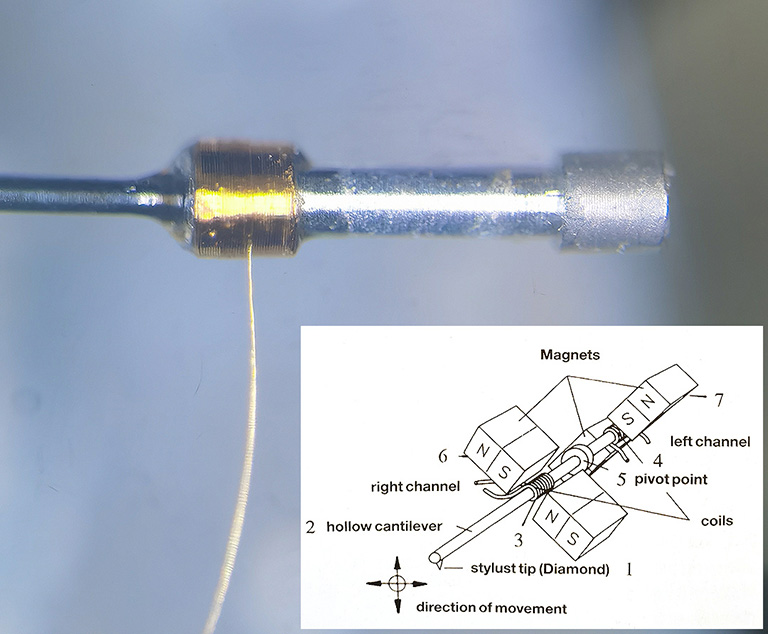 Magnets
7
S N
left channel
6
N S
4
5 pivot point
right channel
coils
2 hollow cantilever
N S
3
stylust tip (Diamond) 1
direction of movement